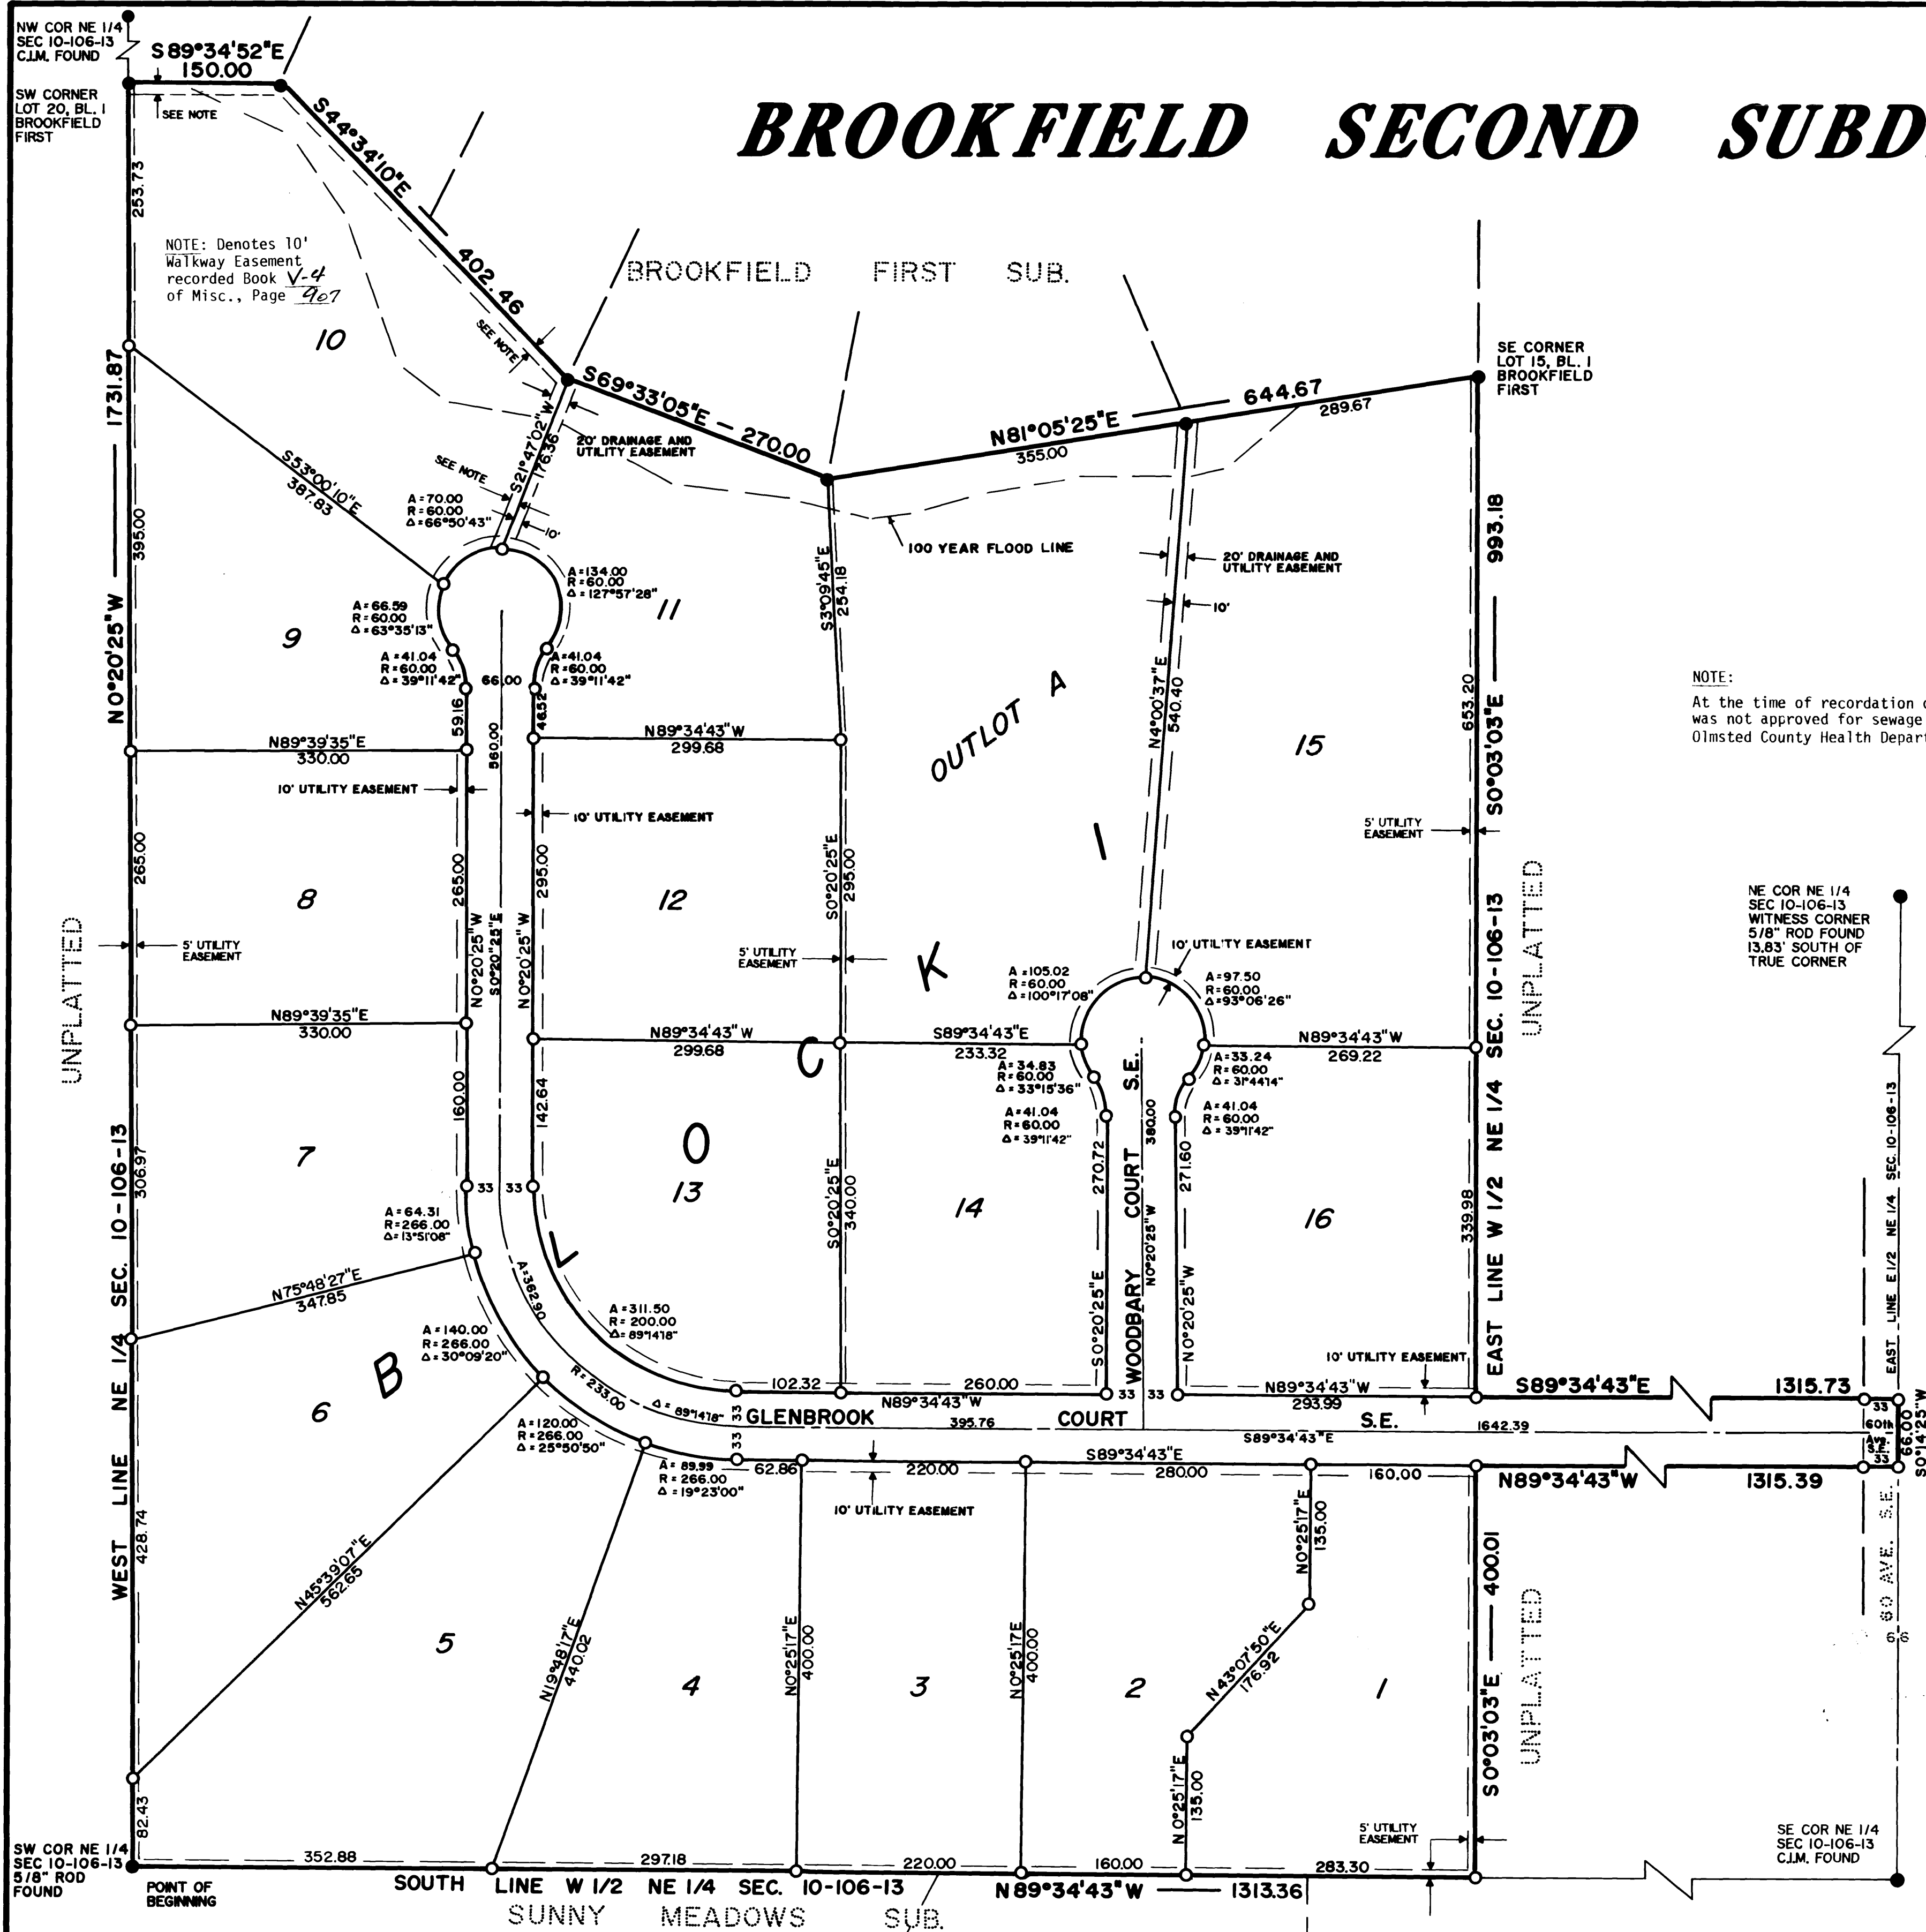 BROOKFIELD SECOND SUBD
NW COR NE 1/4
SEC 10-106-13
C.I.M. FOUND
S89°34'52"E
150.00
SW CORNER
LOT 20, BL. 1
BROOKFIELD
FIRST
SEE NOTE
253.73
S44°34'10"E
402.46
NOTE: Denotes 10'
Walkway Easement
recorded Book V-4
of Misc., Page 907
BROOKFIELD FIRST SUB.
10
SEE NOTE
SE CORNER
LOT 15, BL. 1
BROOKFIELD
FIRST
S69°33'05"E — 270.00
N81°05'25"E
644.67
355.00
289.67
N0°20'25"W
1731.87
S53°00'10"E
387.83
S21°47'02"W
176.36
20' DRAINAGE AND
UTILITY EASEMENT
SEE NOTE
10'
A=70.00
R=60.00
Δ=66°50'43"
100 YEAR FLOOD LINE
20' DRAINAGE AND
UTILITY EASEMENT
10'
993.18
S0°03'03"E
395.00
A=134.00
R=60.00
Δ=127°57'28"
11
9
A=66.59
R=60.00
Δ=63°35'13"
A=41.04
R=60.00
Δ=39°11'42"
66.00
A=41.04
R=60.00
Δ=39°11'42"
S3°09'45"E
254.18
OUTLOT A
N4°00'37"E
540.40
15
653.20
NOTE:
At the time of recordation o
was not approved for sewage
Olmsted County Health Depart
59.16
46.52
560.00
N89°39'35"E
330.00
N89°34'43"W
299.68
10' UTILITY EASEMENT
10' UTILITY EASEMENT
5' UTILITY
EASEMENT
265.00
265.00
295.00
8
12
N0°20'25"W
S0°20'25"E
N0°20'25"W
S0°20'25"E
295.00
UNPLATTED
5' UTILITY
EASEMENT
5' UTILITY
EASEMENT
UNPLATTED
NE COR NE 1/4
SEC 10-106-13
WITNESS CORNER
5/8" ROD FOUND
13.83' SOUTH OF
TRUE CORNER
10' UTILITY EASEMENT
A=105.02
R=60.00
Δ=100°17'08"
A=97.50
R=60.00
Δ=93°06'26"
N89°39'35"E
330.00
N89°34'43"W
299.68
S89°34'43"E
233.32
N89°34'43"W
269.22
A=34.83
R=60.00
Δ=33°15'36"
A=33.24
R=60.00
Δ=31°44'14"
A=41.04
R=60.00
Δ=39°11'42"
A=41.04
R=60.00
Δ=39°11'42"
B L O C K 1
160.00
142.64
7
13
14
16
306.97
33 33
S0°20'25"E
340.00
270.72
S0°20'25"E
WOODBARY COURT S.E.
N0°20'25"W
380.00
271.60
N0°20'25"W
339.98
EAST LINE W 1/2 NE 1/4 SEC. 10-106-13
EAST LINE E 1/2 NE 1/4 SEC. 10-106-13
A=64.31
R=266.00
Δ=13°51'08"
N75°48'27"E
347.85
A=362.90
R=233.00
Δ=89°14'18"
A=311.50
R=200.00
Δ=89°14'18"
A=140.00
R=266.00
Δ=30°09'20"
10' UTILITY EASEMENT
102.32
260.00
N89°34'43"W
33 33
N89°34'43"W
293.99
S89°34'43"E
1315.73
33
33
GLENBROOK COURT S.E.
395.76
S89°34'43"E
1642.39
60th
Ave.
S.E.
33
33
66.00
S0°14'25"W
6
A=120.00
R=266.00
Δ=25°50'50"
A=89.99
R=266.00
Δ=19°23'00"
62.86
220.00
S89°34'43"E
280.00
160.00
N89°34'43"W
1315.39
10' UTILITY EASEMENT
WEST LINE NE 1/4 SEC. 10-106-13
428.74
N45°39'07"E
562.65
N0°25'17"E
135.00
400.01
S0°03'03"E
60 AVE. S.E.
66
UNPLATTED
5
N19°48'17"E
440.02
4
N0°25'17"E
400.00
3
N0°25'17E
400.00
2
N43°07'50"E
176.92
1
N0°25'17"E
135.00
82.43
5' UTILITY
EASEMENT
SE COR NE 1/4
SEC 10-106-13
C.I.M. FOUND
SW COR NE 1/4
SEC 10-106-13
5/8" ROD
FOUND
POINT OF
BEGINNING
352.88
297.18
220.00
160.00
283.30
SOUTH LINE W 1/2 NE 1/4 SEC. 10-106-13
N89°34'43"W
1313.36
SUNNY MEADOWS SUB.